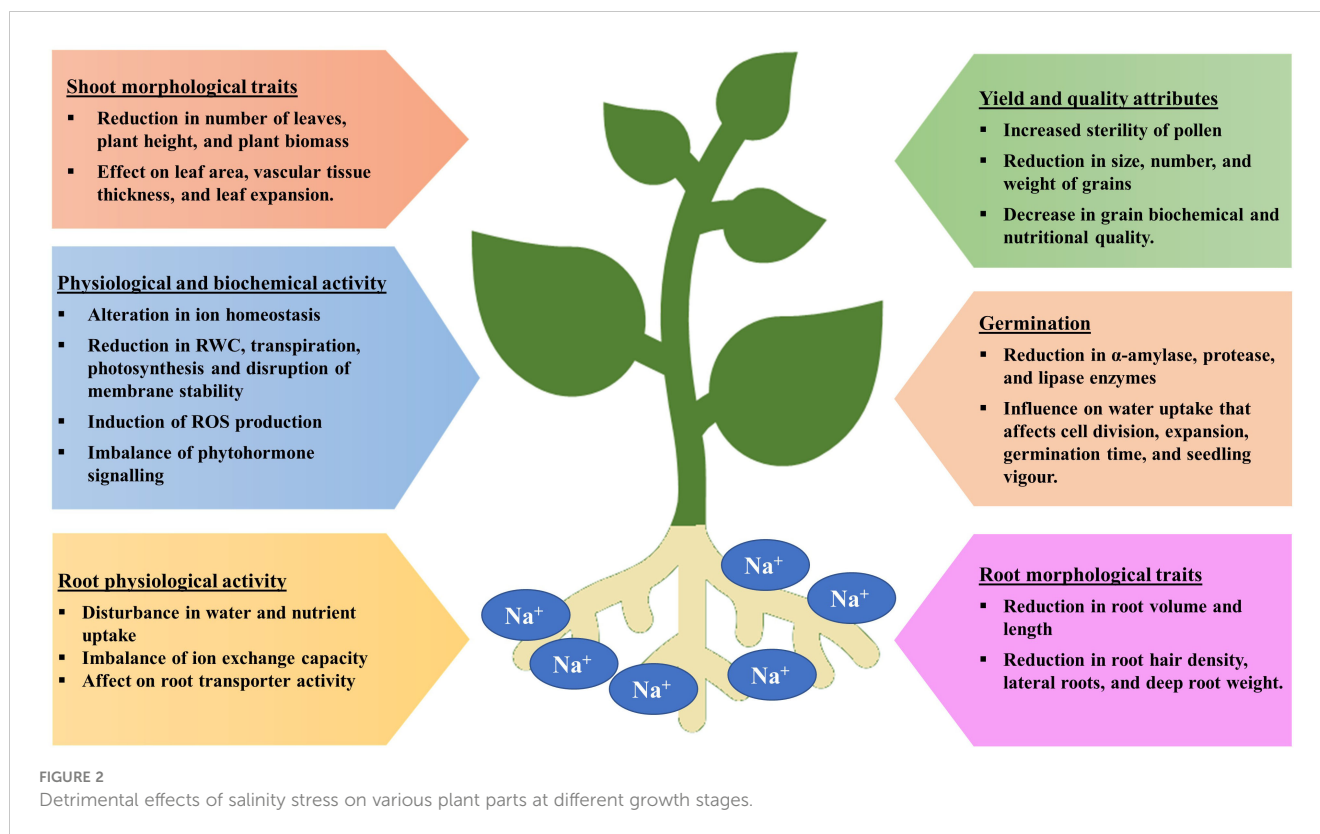 Shoot morphological traits
▪ Reduction in number of leaves,
plant height, and plant biomass
▪ Effect on leaf area, vascular tissue
thickness, and leaf expansion.
Physiological and biochemical activity
▪ Alteration in ion homeostasis
▪ Reduction in RWC, transpiration,
photosynthesis and disruption of
membrane stability
▪ Induction of ROS production
▪ Imbalance of phytohormone
signalling
Root physiological activity
▪ Disturbance in water and nutrient
uptake
▪ Imbalance of ion exchange capacity
▪ Affect on root transporter activity
Na⁺
Na⁺
Na⁺
Na⁺
Na⁺
Na⁺
Yield and quality attributes
▪ Increased sterility of pollen
▪ Reduction in size, number, and
weight of grains
▪ Decrease in grain biochemical and
nutritional quality.
Germination
▪ Reduction in α-amylase, protease,
and lipase enzymes
▪ Influence on water uptake that
affects cell division, expansion,
germination time, and seedling
vigour.
Root morphological traits
▪ Reduction in root volume and
length
▪ Reduction in root hair density,
lateral roots, and deep root weight.
FIGURE 2
Detrimental effects of salinity stress on various plant parts at different growth stages.